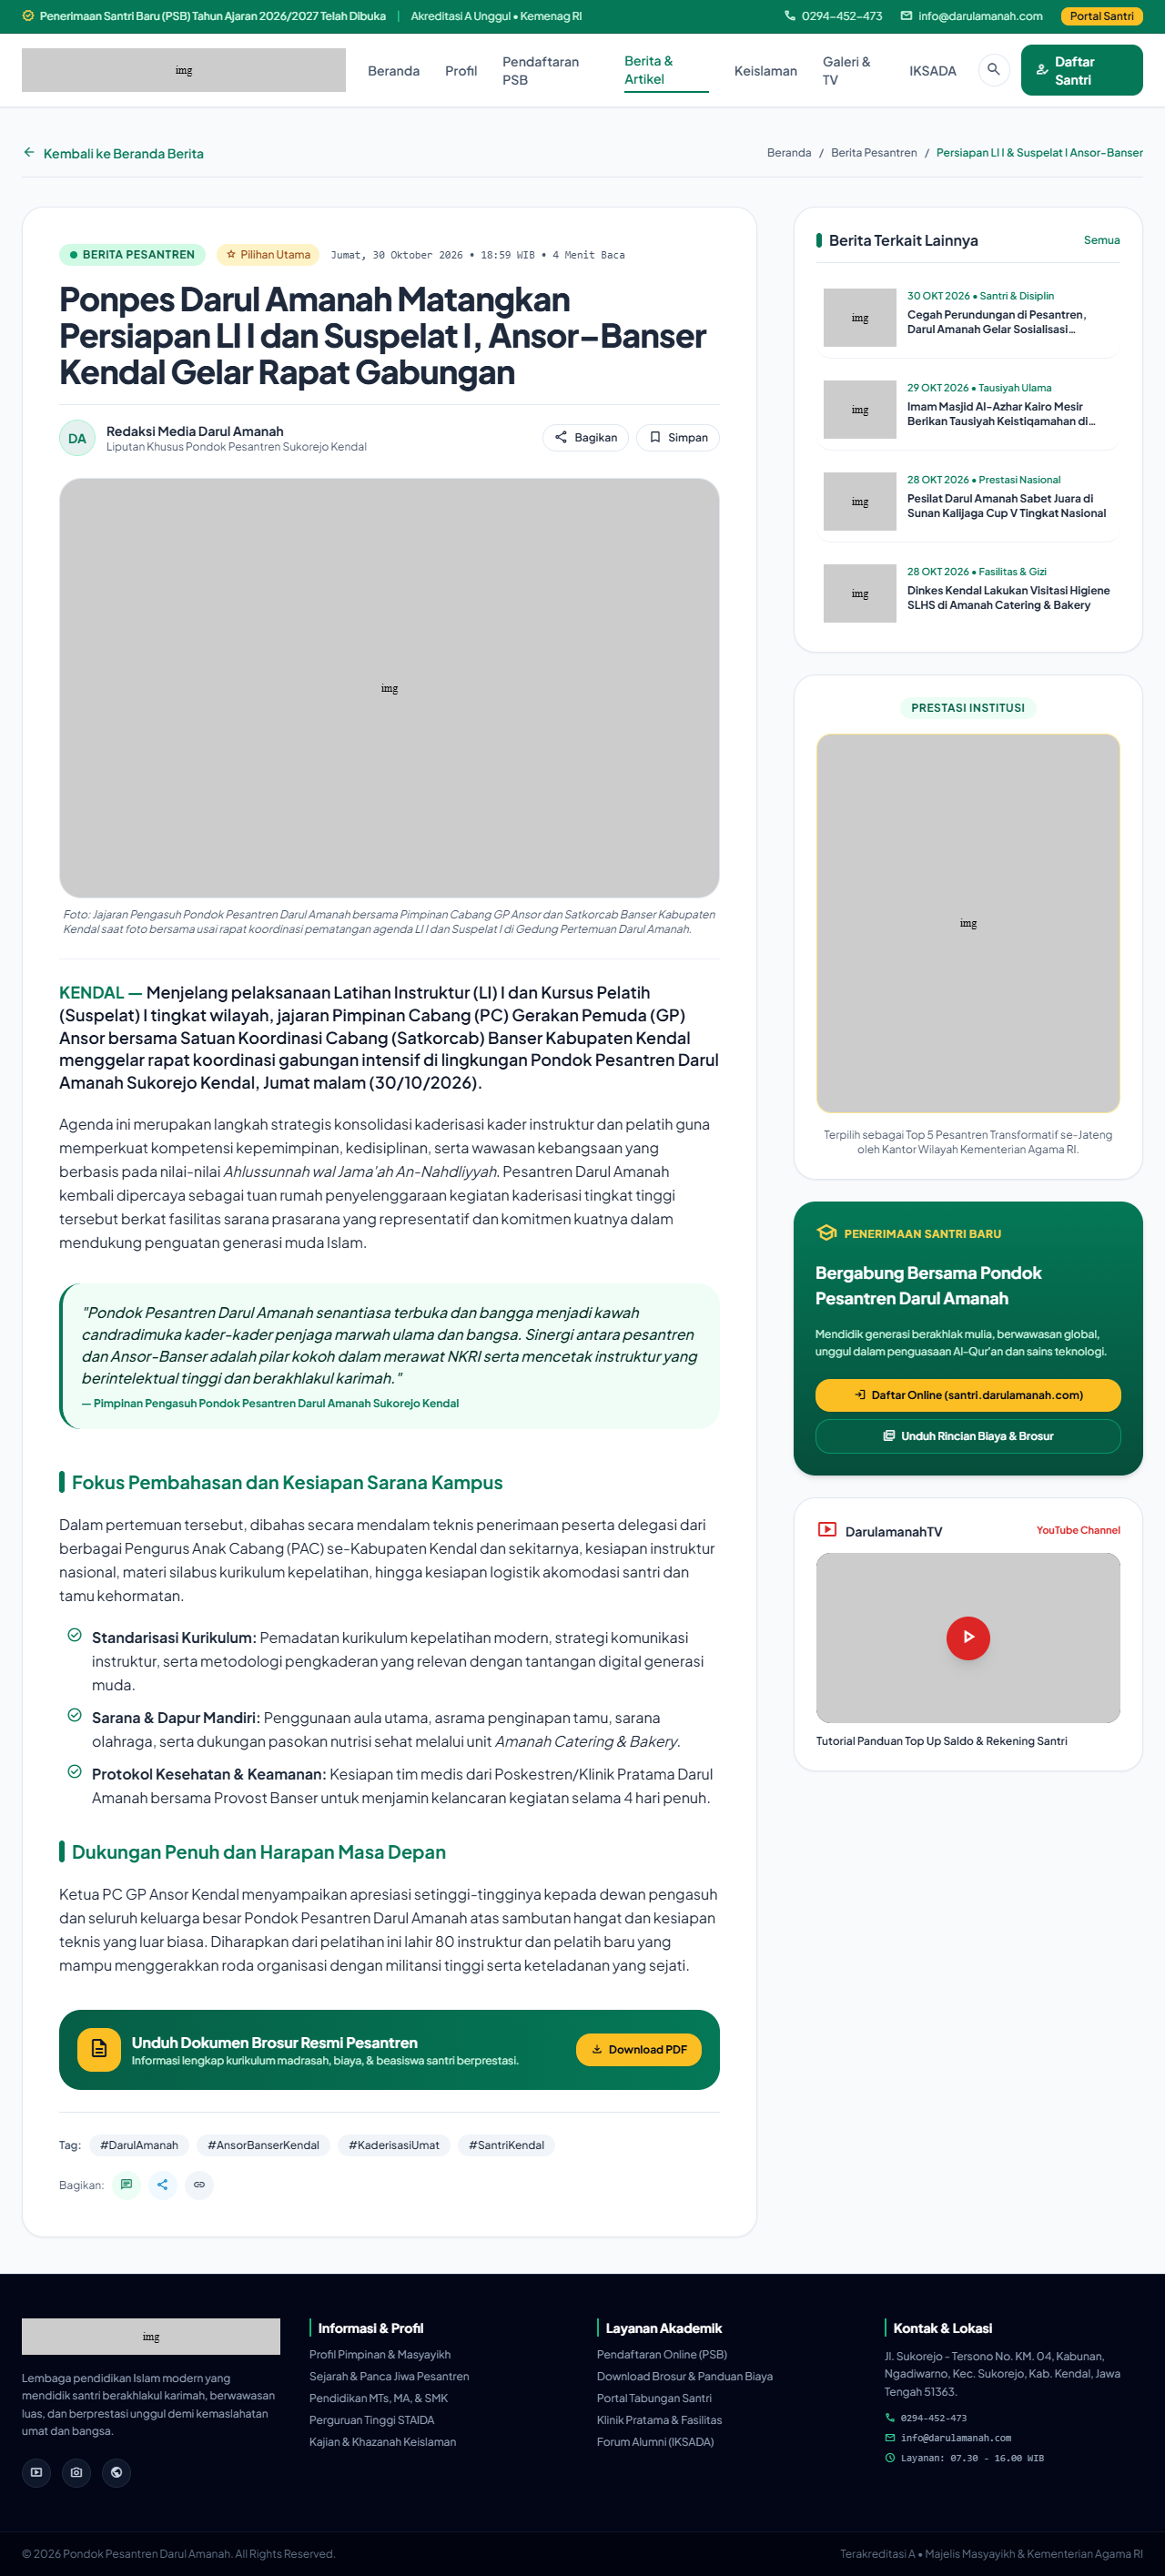 Penerimaan Santri Baru (PSB) Tahun Ajaran 2026/2027 Telah Dibuka | Akreditasi A Unggul • Kemenag RI
0294-452-473 info@darulamanah.com Portal Santri
img
Beranda
Profil
Pendaftaran
PSB
Berita &
Artikel
Keislaman
Galeri &
TV
IKSADA
Daftar
Santri
Kembali ke Beranda Berita
Beranda / Berita Pesantren / Persiapan LI I & Suspelat I Ansor-Banser
BERITA PESANTREN
Pilihan Utama
Jumat, 30 Oktober 2026 • 18:59 WIB • 4 Menit Baca
Ponpes Darul Amanah Matangkan
Persiapan LI I dan Suspelat I, Ansor-Banser
Kendal Gelar Rapat Gabungan
DA
Redaksi Media Darul Amanah
Liputan Khusus Pondok Pesantren Sukorejo Kendal
Bagikan
Simpan
img
Foto: Jajaran Pengasuh Pondok Pesantren Darul Amanah bersama Pimpinan Cabang GP Ansor dan Satkorcab Banser Kabupaten
Kendal saat foto bersama usai rapat koordinasi pematangan agenda LI I dan Suspelat I di Gedung Pertemuan Darul Amanah.
KENDAL — Menjelang pelaksanaan Latihan Instruktur (LI) I dan Kursus Pelatih
(Suspelat) I tingkat wilayah, jajaran Pimpinan Cabang (PC) Gerakan Pemuda (GP)
Ansor bersama Satuan Koordinasi Cabang (Satkorcab) Banser Kabupaten Kendal
menggelar rapat koordinasi gabungan intensif di lingkungan Pondok Pesantren Darul
Amanah Sukorejo Kendal, Jumat malam (30/10/2026).
Agenda ini merupakan langkah strategis konsolidasi kaderisasi kader instruktur dan pelatih guna
memperkuat kompetensi kepemimpinan, kedisiplinan, serta wawasan kebangsaan yang
berbasis pada nilai-nilai Ahlussunnah wal Jama'ah An-Nahdliyyah. Pesantren Darul Amanah
kembali dipercaya sebagai tuan rumah penyelenggaraan kegiatan kaderisasi tingkat tinggi
tersebut berkat fasilitas sarana prasarana yang representatif dan komitmen kuatnya dalam
mendukung penguatan generasi muda Islam.
"Pondok Pesantren Darul Amanah senantiasa terbuka dan bangga menjadi kawah
candradimuka kader-kader penjaga marwah ulama dan bangsa. Sinergi antara pesantren
dan Ansor-Banser adalah pilar kokoh dalam merawat NKRI serta mencetak instruktur yang
berintelektual tinggi dan berakhlakul karimah."
— Pimpinan Pengasuh Pondok Pesantren Darul Amanah Sukorejo Kendal
Fokus Pembahasan dan Kesiapan Sarana Kampus
Dalam pertemuan tersebut, dibahas secara mendalam teknis penerimaan peserta delegasi dari
berbagai Pengurus Anak Cabang (PAC) se-Kabupaten Kendal dan sekitarnya, kesiapan instruktur
nasional, materi silabus kurikulum kepelatihan, hingga kesiapan logistik akomodasi santri dan
tamu kehormatan.
Standarisasi Kurikulum: Pemadatan kurikulum kepelatihan modern, strategi komunikasi
instruktur, serta metodologi pengkaderan yang relevan dengan tantangan digital generasi
muda.
Sarana & Dapur Mandiri: Penggunaan aula utama, asrama penginapan tamu, sarana
olahraga, serta dukungan pasokan nutrisi sehat melalui unit Amanah Catering & Bakery.
Protokol Kesehatan & Keamanan: Kesiapan tim medis dari Poskestren/Klinik Pratama Darul
Amanah bersama Provost Banser untuk menjamin kelancaran kegiatan selama 4 hari penuh.
Dukungan Penuh dan Harapan Masa Depan
Ketua PC GP Ansor Kendal menyampaikan apresiasi setinggi-tingginya kepada dewan pengasuh
dan seluruh keluarga besar Pondok Pesantren Darul Amanah atas sambutan hangat dan kesiapan
teknis yang luar biasa. Diharapkan dari pelatihan ini lahir 80 instruktur dan pelatih baru yang
mampu menggerakkan roda organisasi dengan militansi tinggi serta keteladanan yang sejati.
Unduh Dokumen Brosur Resmi Pesantren
Informasi lengkap kurikulum madrasah, biaya, & beasiswa santri berprestasi.
Download PDF
Tag: #DarulAmanah #AnsorBanserKendal #KaderisasiUmat #SantriKendal
Bagikan:
Berita Terkait Lainnya
Semua
img
30 OKT 2026 • Santri & Disiplin
Cegah Perundungan di Pesantren,
Darul Amanah Gelar Sosialisasi...
img
29 OKT 2026 • Tausiyah Ulama
Imam Masjid Al-Azhar Kairo Mesir
Berikan Tausiyah Keistiqamahan di...
img
28 OKT 2026 • Prestasi Nasional
Pesilat Darul Amanah Sabet Juara di
Sunan Kalijaga Cup V Tingkat Nasional
img
28 OKT 2026 • Fasilitas & Gizi
Dinkes Kendal Lakukan Visitasi Higiene
SLHS di Amanah Catering & Bakery
PRESTASI INSTITUSI
img
Terpilih sebagai Top 5 Pesantren Transformatif se-Jateng
oleh Kantor Wilayah Kementerian Agama RI.
PENERIMAAN SANTRI BARU
Bergabung Bersama Pondok
Pesantren Darul Amanah
Mendidik generasi berakhlak mulia, berwawasan global,
unggul dalam penguasaan Al-Qur'an dan sains teknologi.
Daftar Online (santri.darulamanah.com)
Unduh Rincian Biaya & Brosur
DarulamanahTV
YouTube Channel
Tutorial Panduan Top Up Saldo & Rekening Santri
img
Lembaga pendidikan Islam modern yang
mendidik santri berakhlakul karimah, berwawasan
luas, dan berprestasi unggul demi kemaslahatan
umat dan bangsa.
Informasi & Profil
Profil Pimpinan & Masyayikh
Sejarah & Panca Jiwa Pesantren
Pendidikan MTs, MA, & SMK
Perguruan Tinggi STAIDA
Kajian & Khazanah Keislaman
Layanan Akademik
Pendaftaran Online (PSB)
Download Brosur & Panduan Biaya
Portal Tabungan Santri
Klinik Pratama & Fasilitas
Forum Alumni (IKSADA)
Kontak & Lokasi
Jl. Sukorejo - Tersono No. KM. 04, Kabunan,
Ngadiwarno, Kec. Sukorejo, Kab. Kendal, Jawa
Tengah 51363.
0294-452-473
info@darulamanah.com
Layanan: 07.30 - 16.00 WIB
© 2026 Pondok Pesantren Darul Amanah. All Rights Reserved.
Terakreditasi A • Majelis Masyayikh & Kementerian Agama RI